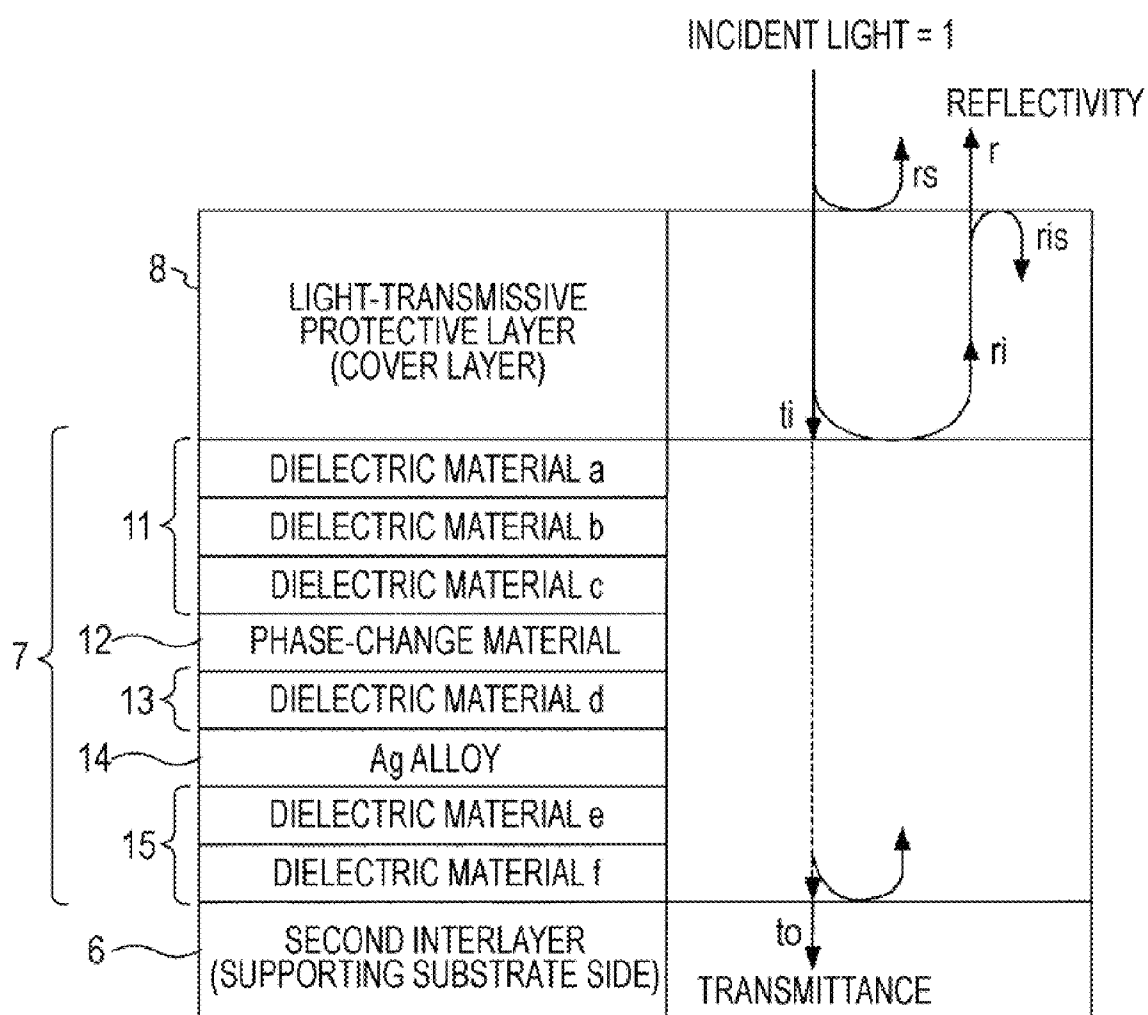 INCIDENT LIGHT = 1
REFLECTIVITY
r
rs
ris
8
LIGHT-TRANSMISSIVE
PROTECTIVE LAYER
(COVER LAYER)
ri
ti
DIELECTRIC MATERIAL a
11
DIELECTRIC MATERIAL b
DIELECTRIC MATERIAL c
7
12
PHASE-CHANGE MATERIAL
13
DIELECTRIC MATERIAL d
14
Ag ALLOY
DIELECTRIC MATERIAL e
15
DIELECTRIC MATERIAL f
6
SECOND INTERLAYER
(SUPPORTING SUBSTRATE SIDE)
to
TRANSMITTANCE